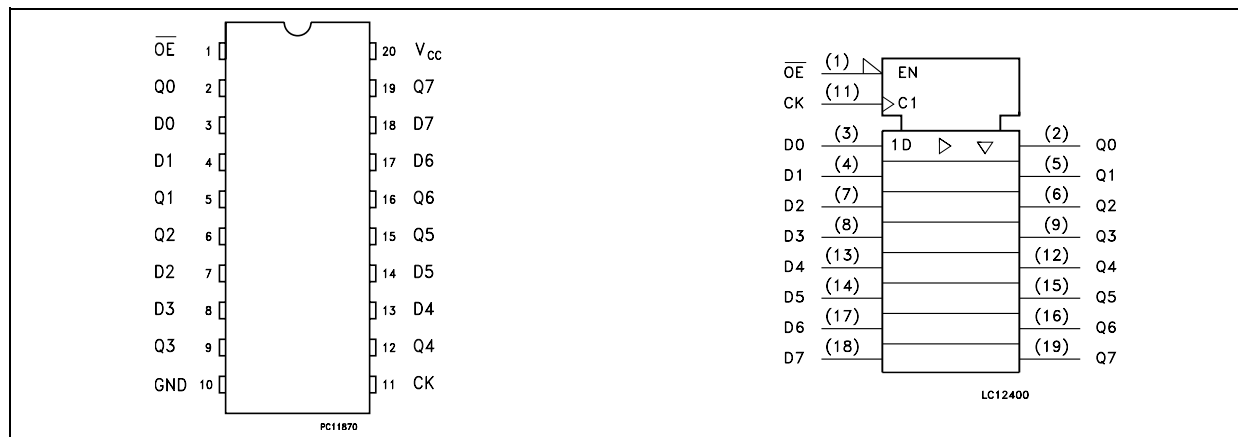 OE 1 20 VCC
Q0 2 19 Q7
D0 3 18 D7
D1 4 17 D6
Q1 5 16 Q6
Q2 6 15 Q5
D2 7 14 D5
D3 8 13 D4
Q3 9 12 Q4
GND 10 11 CK
PC11870
OE (1) EN
CK (11) C1
D0 (3) 1D (2) Q0
D1 (4) (5) Q1
D2 (7) (6) Q2
D3 (8) (9) Q3
D4 (13) (12) Q4
D5 (14) (15) Q5
D6 (17) (16) Q6
D7 (18) (19) Q7
LC12400